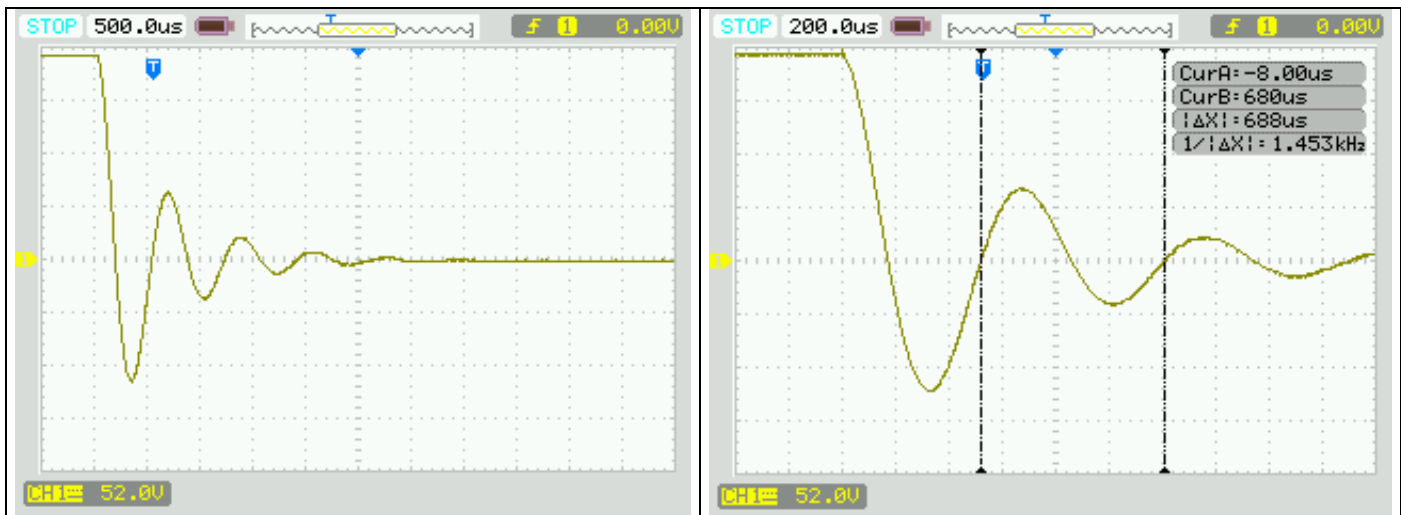 STOP 500.0us T 1 0.00V
T
1
CH1 52.0V
STOP 200.0us T 1 0.00V
T
CurA:-8.00us
CurB:680us
|ΔX|:688us
1/|ΔX|:1.453kHz
1
CH1 52.0V